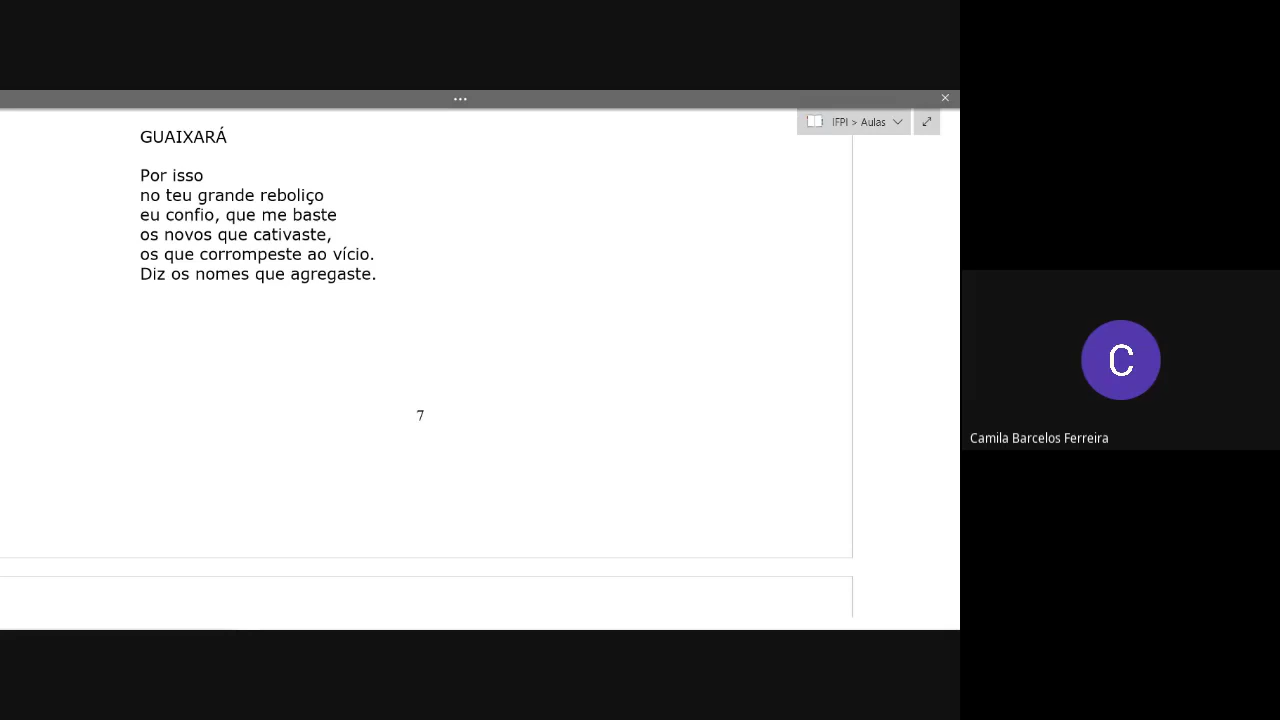 ...
IFPI > Aulas
GUAIXARÁ
Por isso
no teu grande reboliço
eu confio, que me baste
os novos que cativaste,
os que corrompeste ao vício.
Diz os nomes que agregaste.
7
C
Camila Barcelos Ferreira